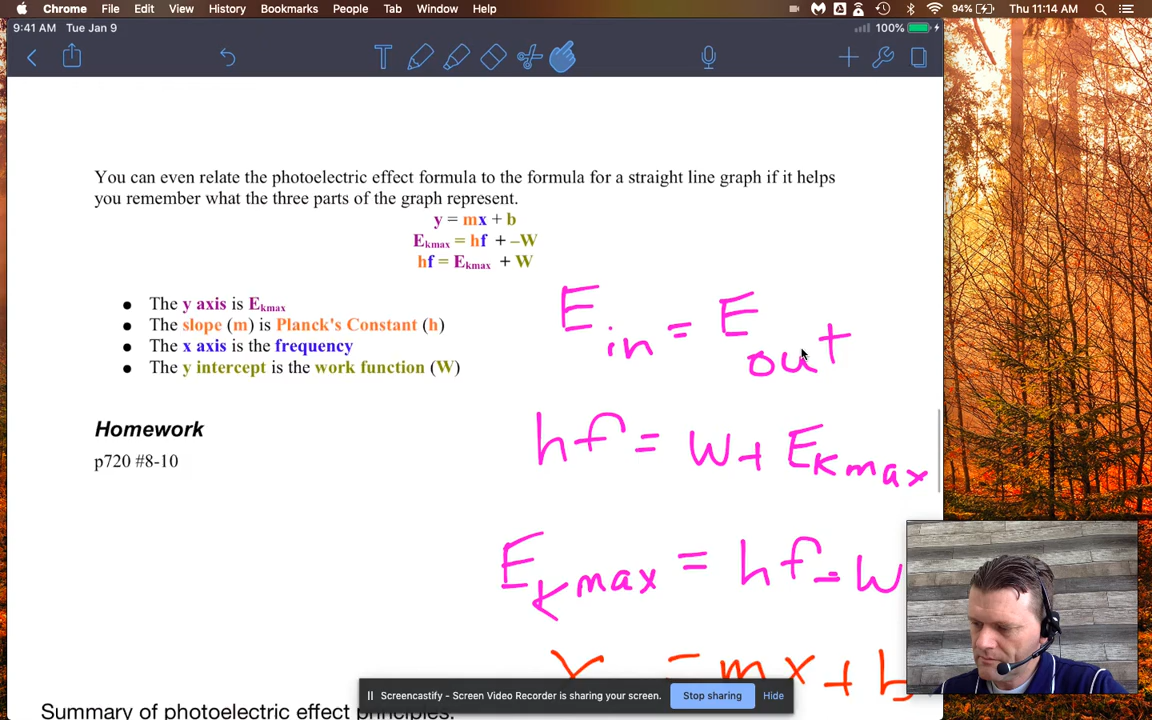 Chrome File Edit View History Bookmarks People Tab Window Help 94% Thu 11:14 AM
9:41 AM Tue Jan 9 100%
T
You can even relate the photoelectric effect formula to the formula for a straight line graph if it helps
you remember what the three parts of the graph represent.
y = mx + b
Ekmax = hf + –W
hf = Ekmax + W
● The y axis is Ekmax
● The slope (m) is Planck's Constant (h)
● The x axis is the frequency
● The y intercept is the work function (W)
Homework
p720 #8-10
E in = E out
hf = W + Ekmax
Ekmax = hf - W
y = mx + b
Screencastify - Screen Video Recorder is sharing your screen. Stop sharing Hide
Summary of photoelectric effect principles.